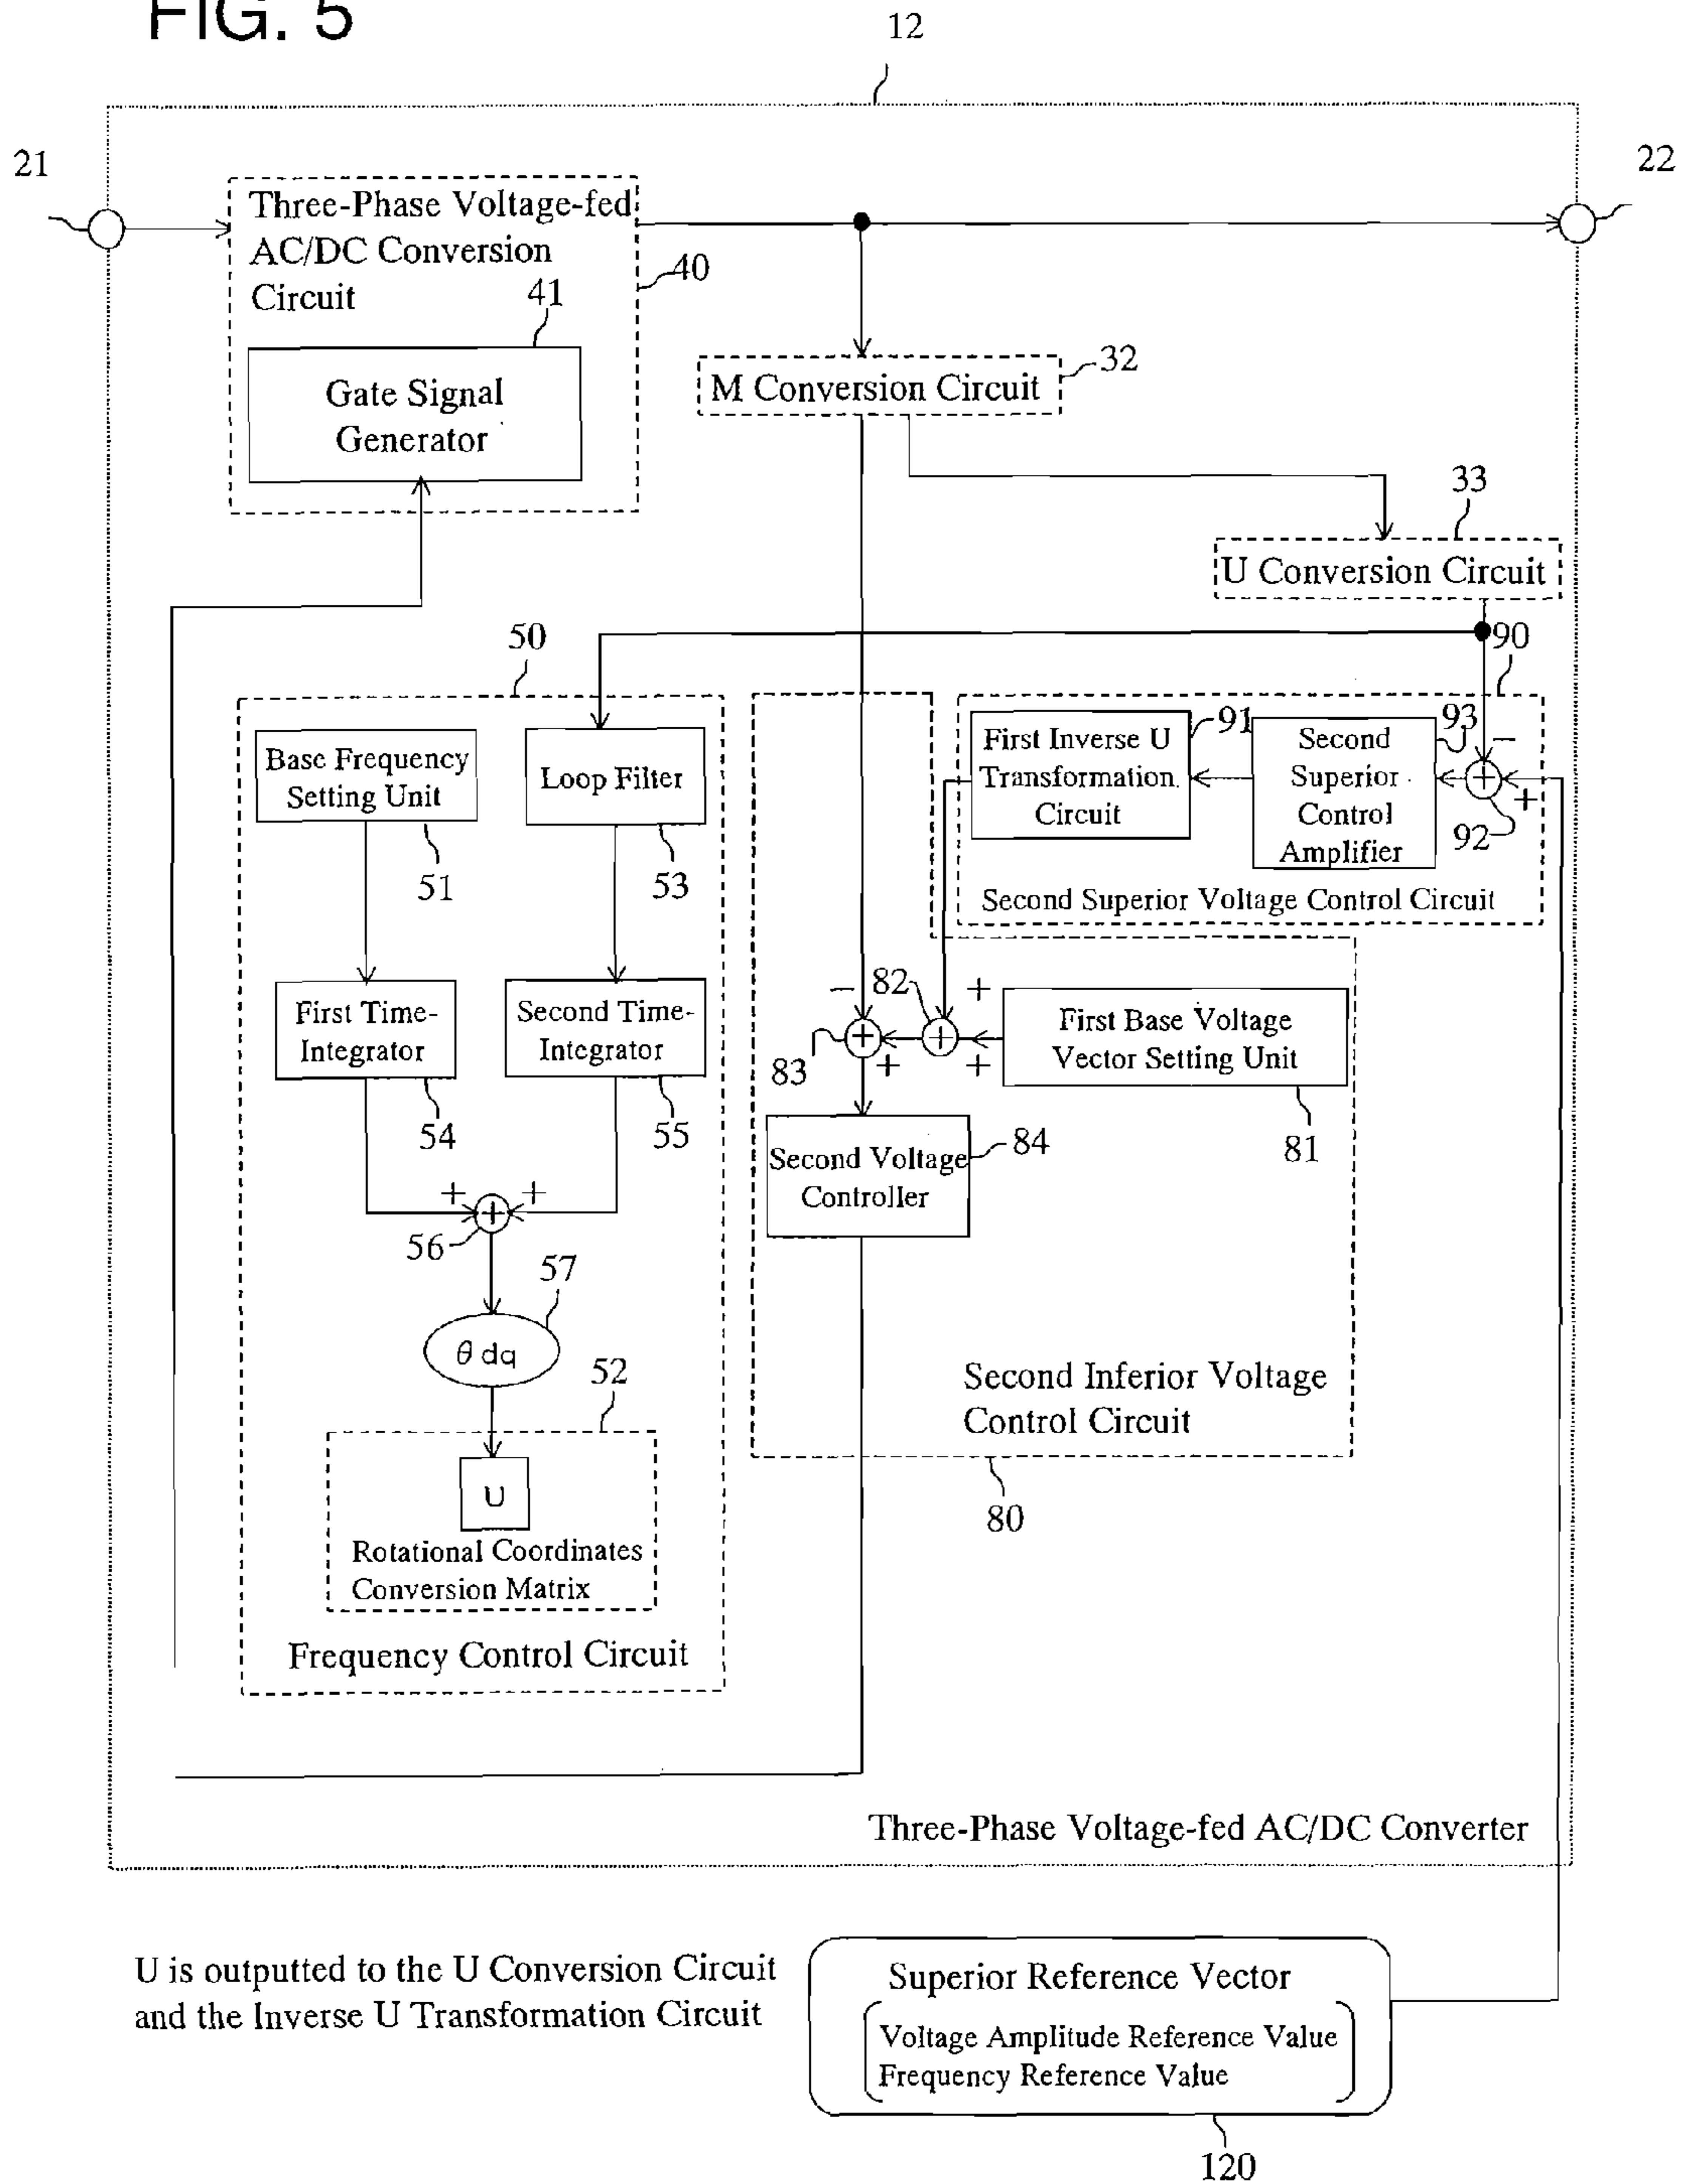 FIG. 5
12
21
22
Three-Phase Voltage-fed
AC/DC Conversion
Circuit
40
41
Gate Signal
Generator
M Conversion Circuit
32
33
U Conversion Circuit
50
90
Base Frequency
Setting Unit
51
Loop Filter
53
First Inverse U
Transformation
Circuit
91
Second
Superior
Control
Amplifier
93
−
+
+
92
Second Superior Voltage Control Circuit
First Time-
Integrator
54
Second Time-
Integrator
55
−
82
+
+
83
+
+
+
First Base Voltage
Vector Setting Unit
81
Second Voltage
Controller
84
+
+
+
56
57
θ dq
52
U
Rotational Coordinates
Conversion Matrix
Frequency Control Circuit
Second Inferior Voltage
Control Circuit
80
Three-Phase Voltage-fed AC/DC Converter
U is outputted to the U Conversion Circuit
and the Inverse U Transformation Circuit
Superior Reference Vector
Voltage Amplitude Reference Value
Frequency Reference Value
120